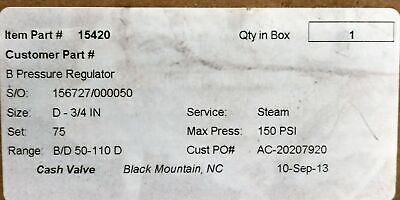 Item Part # 15420 Qty in Box 1
Customer Part #
B Pressure Regulator
S/O: 156727/000050
Size: D - 3/4 IN Service: Steam
Set: 75 Max Press: 150 PSI
Range: B/D 50-110 D Cust PO# AC-20207920
Cash Valve Black Mountain, NC 10-Sep-13